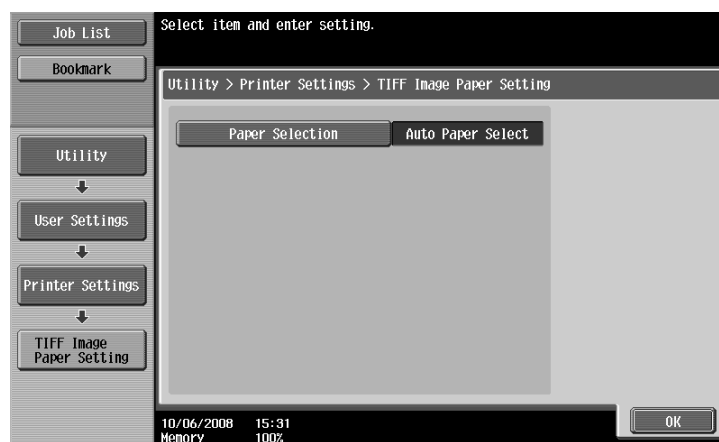 Job List
Bookmark
Select item and enter setting.
Utility > Printer Settings > TIFF Image Paper Setting
Paper Selection
Auto Paper Select
Utility
User Settings
Printer Settings
TIFF Image
Paper Setting
10/06/2008 15:31
Memory 100%
OK